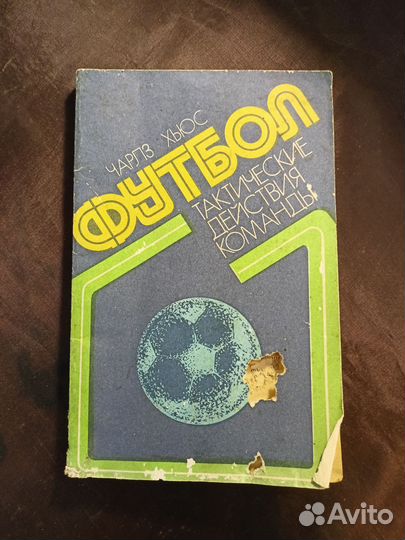 ЧАРЛЗ ХЬЮС
ФУТБОЛ
ТАКТИЧЕСКИЕ
ДЕЙСТВИЯ
КОМАНДЫ
Avito